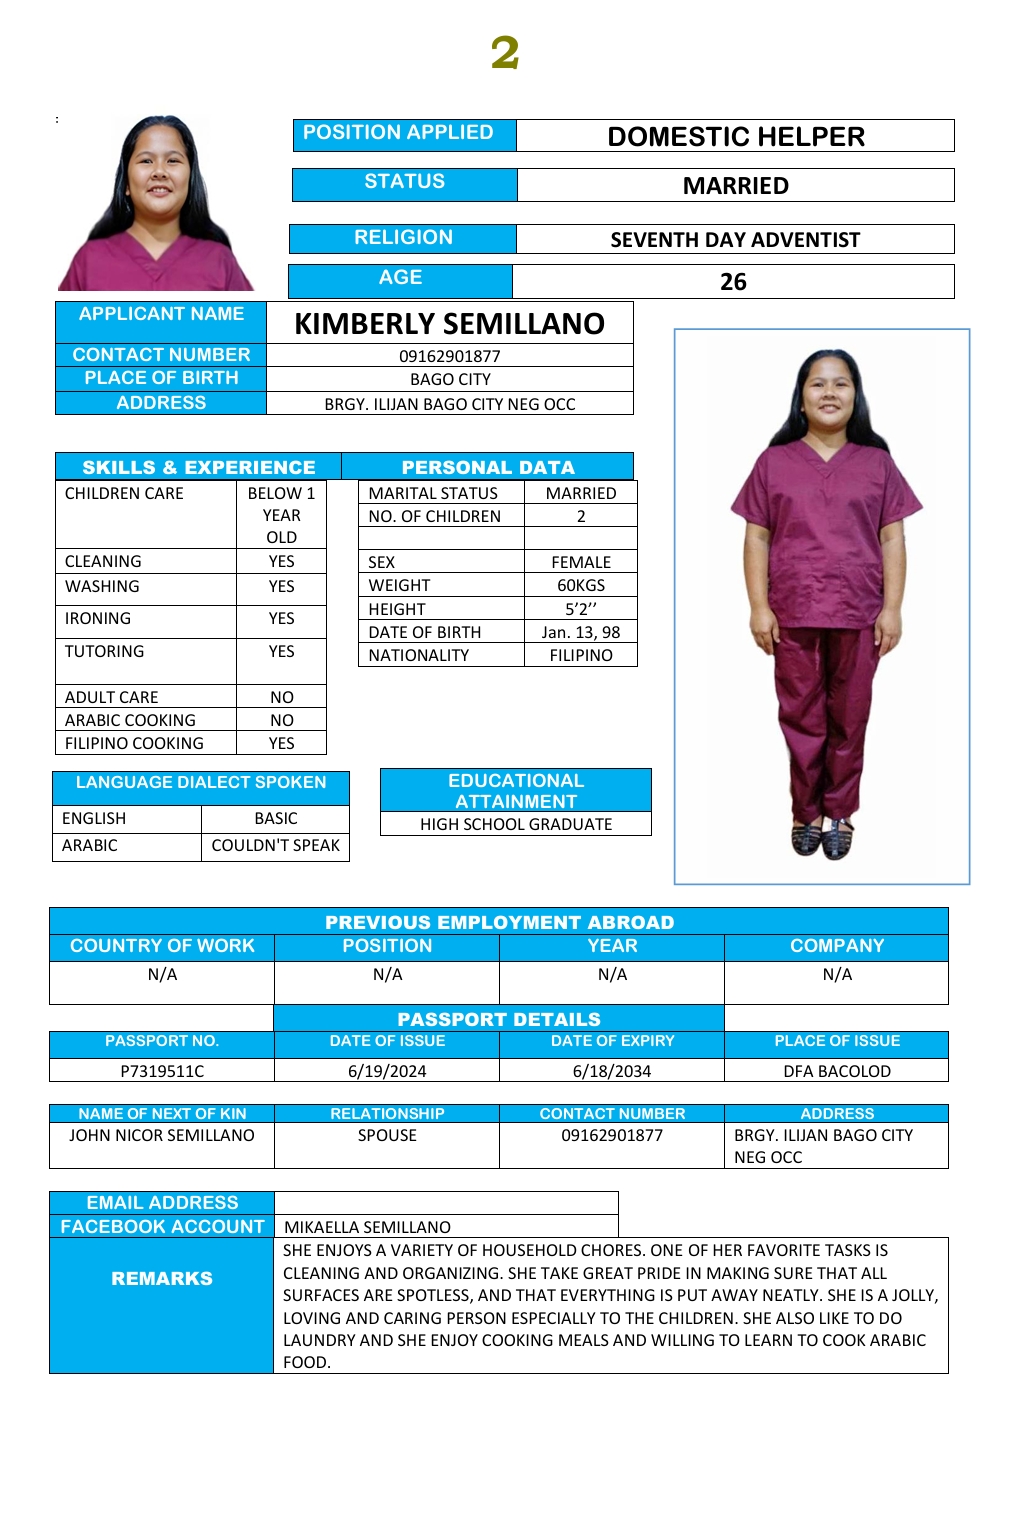 2
:
POSITION APPLIED DOMESTIC HELPER
STATUS MARRIED
RELIGION SEVENTH DAY ADVENTIST
AGE 26
APPLICANT NAME KIMBERLY SEMILLANO
CONTACT NUMBER 09162901877
PLACE OF BIRTH BAGO CITY
ADDRESS BRGY. ILIJAN BAGO CITY NEG OCC
SKILLS & EXPERIENCE PERSONAL DATA
CHILDREN CARE BELOW 1
YEAR
OLD
CLEANING YES
WASHING YES
IRONING YES
TUTORING YES
ADULT CARE NO
ARABIC COOKING NO
FILIPINO COOKING YES
MARITAL STATUS MARRIED
NO. OF CHILDREN 2
SEX FEMALE
WEIGHT 60KGS
HEIGHT 5’2’’
DATE OF BIRTH Jan. 13, 98
NATIONALITY FILIPINO
LANGUAGE DIALECT SPOKEN
ENGLISH BASIC
ARABIC COULDN'T SPEAK
EDUCATIONAL
ATTAINMENT
HIGH SCHOOL GRADUATE
PREVIOUS EMPLOYMENT ABROAD
COUNTRY OF WORK POSITION YEAR COMPANY
N/A N/A N/A N/A
PASSPORT DETAILS
PASSPORT NO. DATE OF ISSUE DATE OF EXPIRY PLACE OF ISSUE
P7319511C 6/19/2024 6/18/2034 DFA BACOLOD
NAME OF NEXT OF KIN RELATIONSHIP CONTACT NUMBER ADDRESS
JOHN NICOR SEMILLANO SPOUSE 09162901877 BRGY. ILIJAN BAGO CITY
NEG OCC
EMAIL ADDRESS
FACEBOOK ACCOUNT MIKAELLA SEMILLANO
REMARKS
SHE ENJOYS A VARIETY OF HOUSEHOLD CHORES. ONE OF HER FAVORITE TASKS IS
CLEANING AND ORGANIZING. SHE TAKE GREAT PRIDE IN MAKING SURE THAT ALL
SURFACES ARE SPOTLESS, AND THAT EVERYTHING IS PUT AWAY NEATLY. SHE IS A JOLLY,
LOVING AND CARING PERSON ESPECIALLY TO THE CHILDREN. SHE ALSO LIKE TO DO
LAUNDRY AND SHE ENJOY COOKING MEALS AND WILLING TO LEARN TO COOK ARABIC
FOOD.